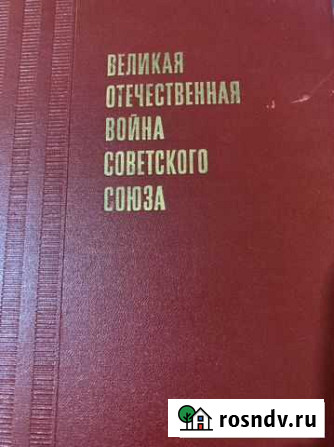 ВЕЛИКАЯ
ОТЕЧЕСТВЕННАЯ
ВОЙНА
СОВЕТСКОГО
СОЮЗА
rosndv.ru